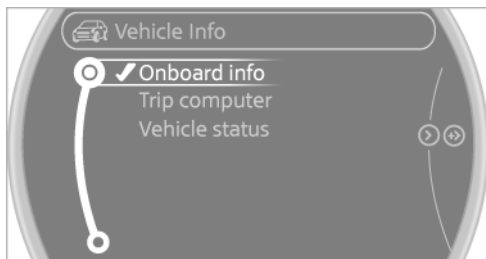 Vehicle Info
Onboard info
Trip computer
Vehicle status